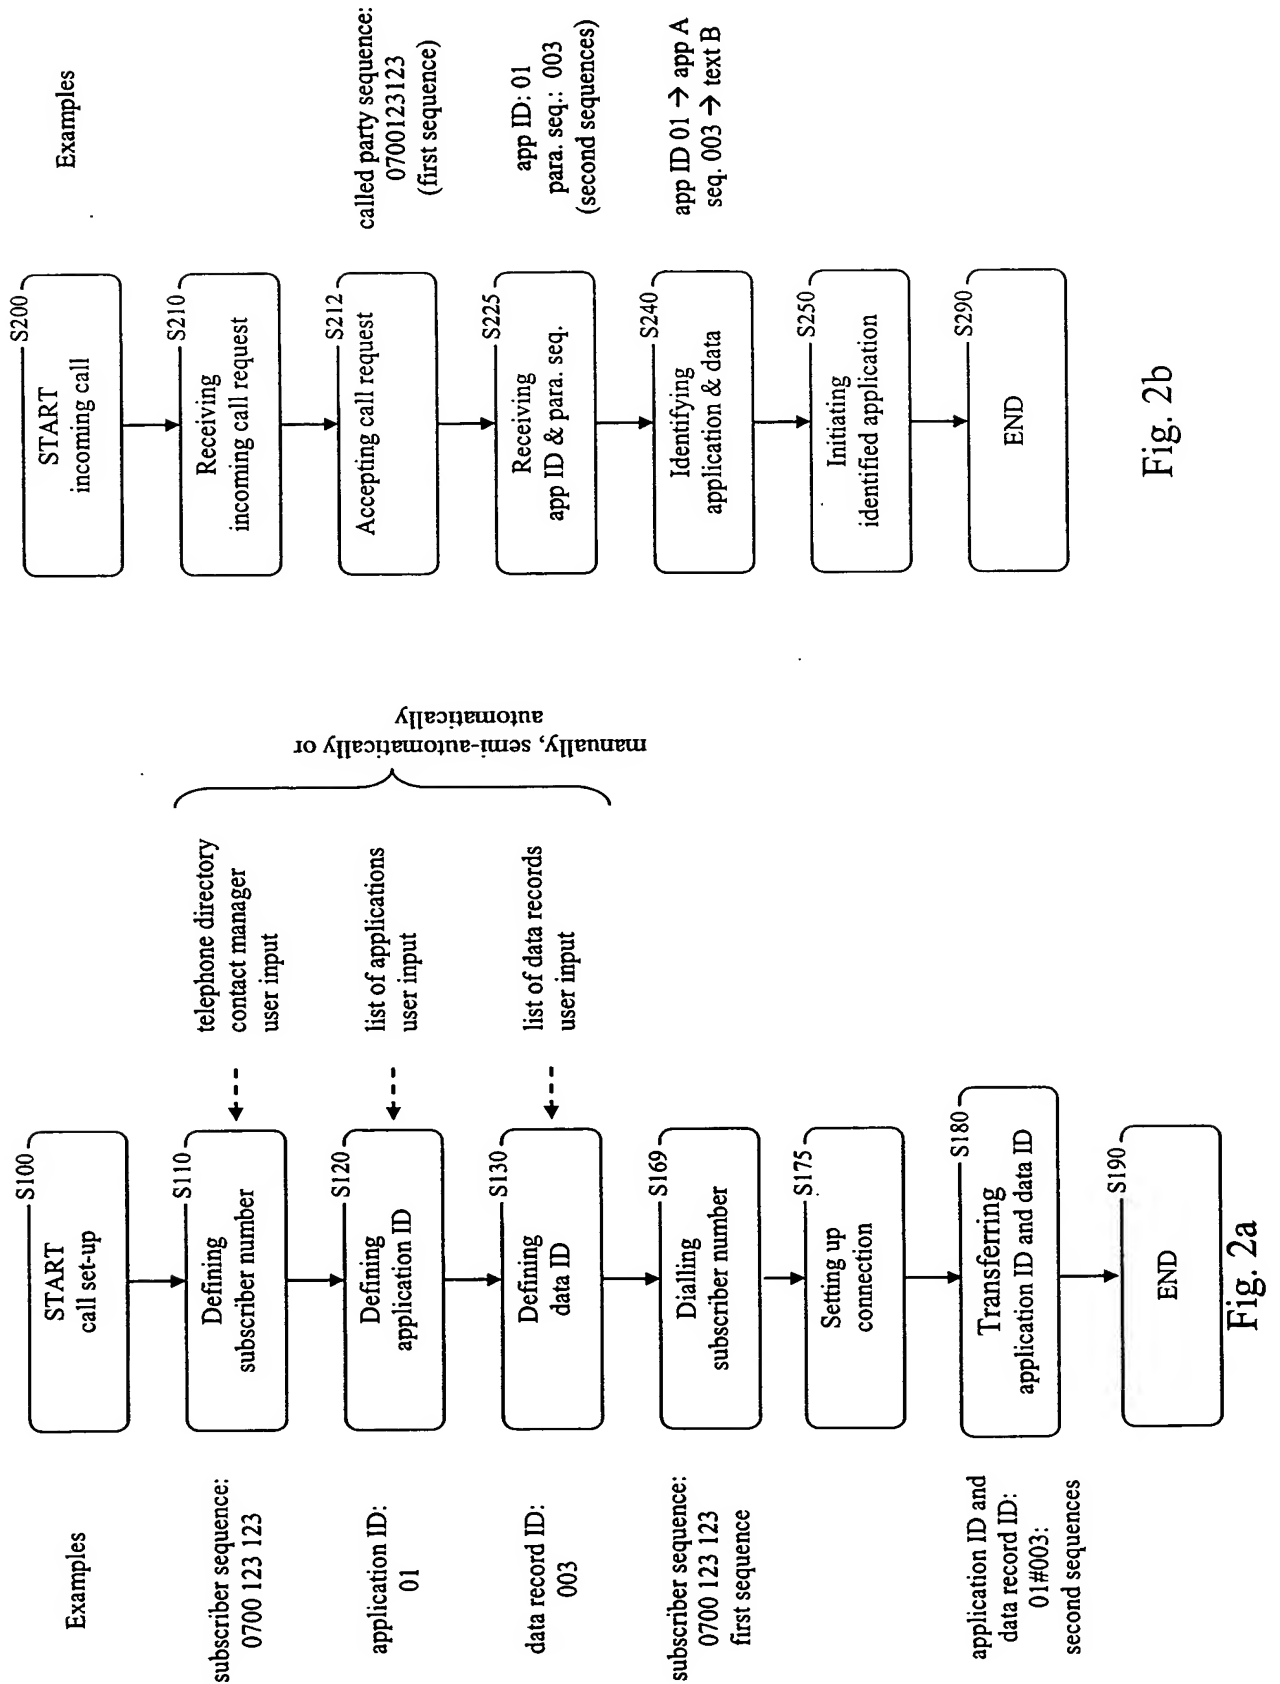 Examples
subscriber sequence:
0700 123 123
application ID:
01
data record ID:
003
subscriber sequence:
0700 123 123
first sequence
application ID and
data record ID:
01#003:
second sequences
S100
START
call set-up
S110
Defining
subscriber number
S120
Defining
application ID
S130
Defining
data ID
S169
Dialling
subscriber number
S175
Setting up
connection
S180
Transferring
application ID and data ID
S190
END
telephone directory
contact manager
user input
list of applications
user input
list of data records
user input
manually, semi-automatically or
automatically
Fig. 2a
S200
START
incoming call
S210
Receiving
incoming call request
S212
Accepting call request
S225
Receiving
app ID & para. seq.
S240
Identifying
application & data
S250
Initiating
identified application
S290
END
Examples
called party sequence:
0700123123
(first sequence)
app ID: 01
para. seq.: 003
(second sequences)
app ID 01 → app A
seq. 003 → text B
Fig. 2b